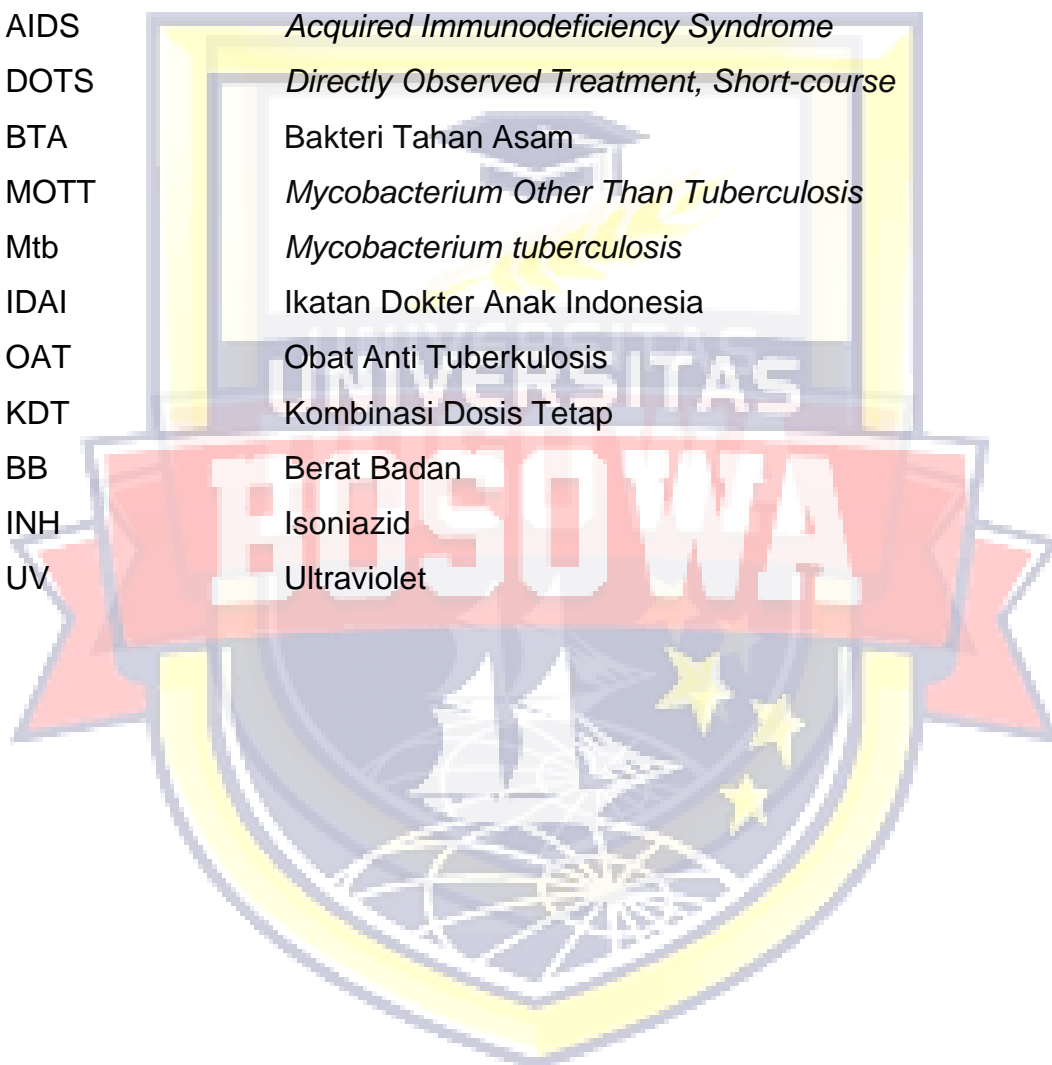 AIDS Acquired Immunodeficiency Syndrome
DOTS Directly Observed Treatment, Short-course
BTA Bakteri Tahan Asam
MOTT Mycobacterium Other Than Tuberculosis
Mtb Mycobacterium tuberculosis
IDAI Ikatan Dokter Anak Indonesia
OAT Obat Anti Tuberkulosis
KDT Kombinasi Dosis Tetap
BB Berat Badan
INH Isoniazid
UV Ultraviolet
UNIVERSITAS
BOSOWA